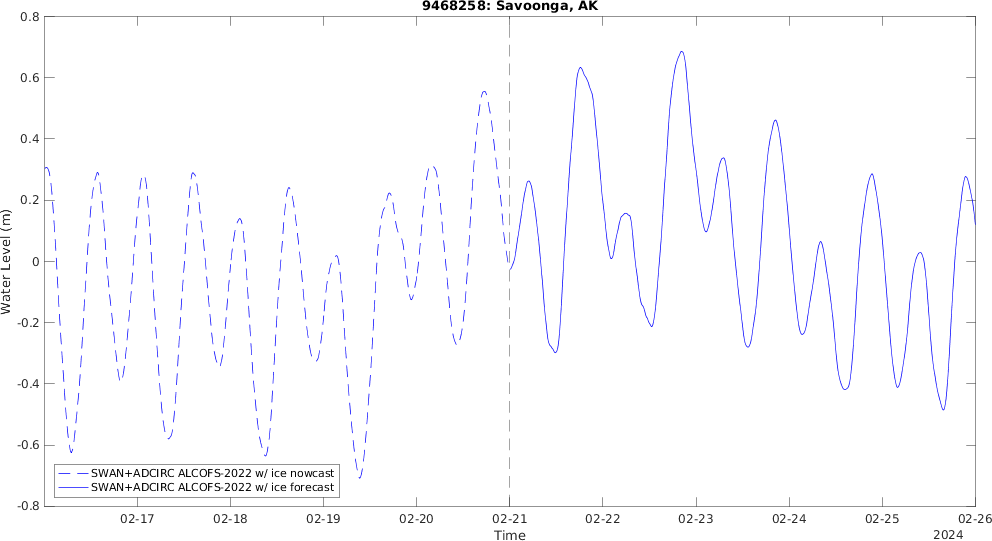 9468258: Savoonga, AK
0.8
0.6
0.4
0.2
0
-0.2
-0.4
-0.6
-0.8
Water Level (m)
SWAN+ADCIRC ALCOFS-2022 w/ ice nowcast
SWAN+ADCIRC ALCOFS-2022 w/ ice forecast
02-17 02-18 02-19 02-20 02-21 02-22 02-23 02-24 02-25 02-26
Time
2024